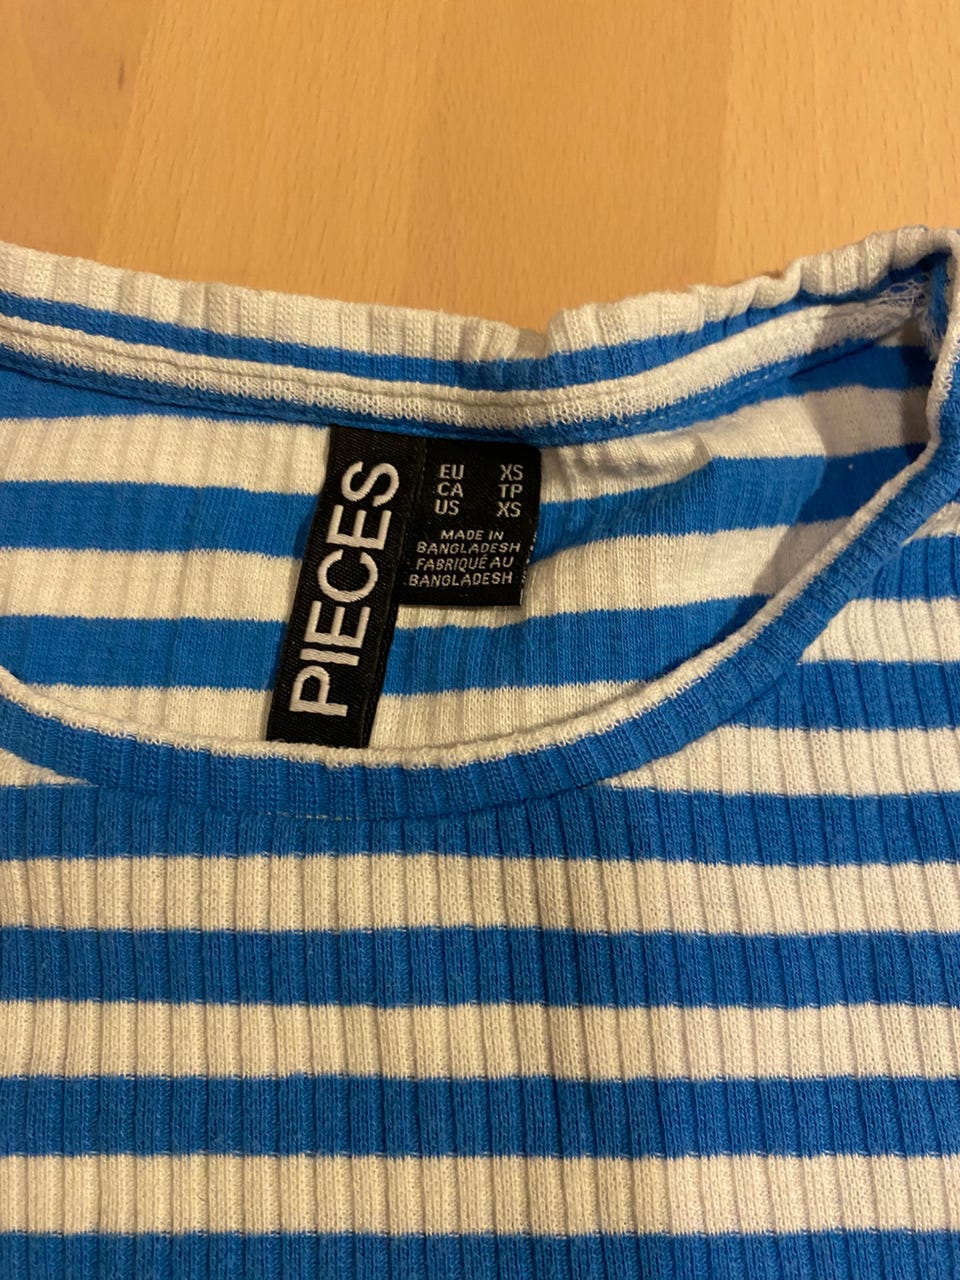 PIECES
EU XS
CA TP
US XS
MADE IN
BANGLADESH
FABRIQUÉ AU
BANGLADESH